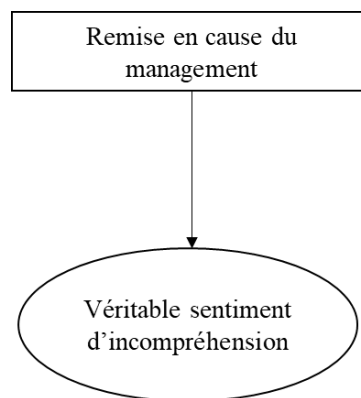 Remise en cause du
management
Véritable sentiment
d’incompréhension